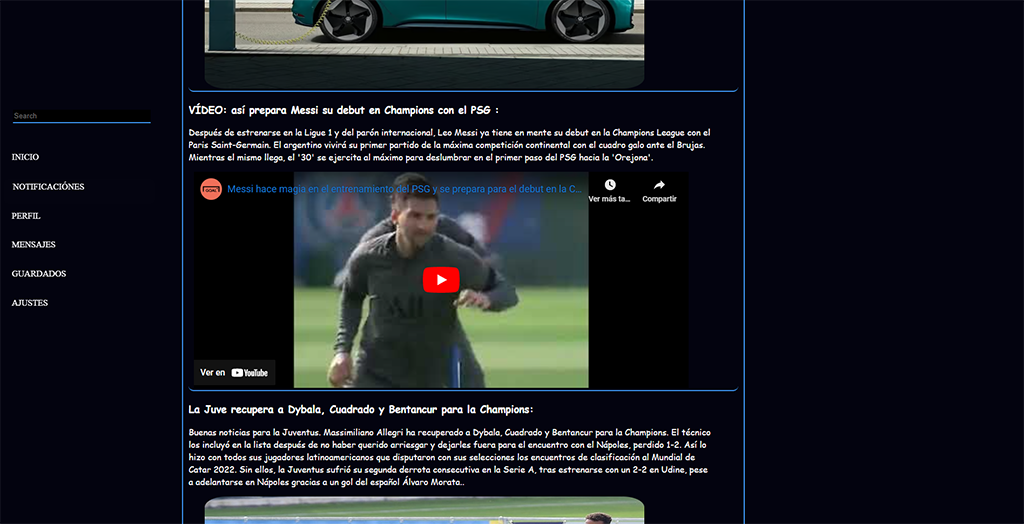 Search
INICIO
NOTIFICACIÓNES
PERFIL
MENSAJES
GUARDADOS
AJUSTES
VÍDEO: así prepara Messi su debut en Champions con el PSG :
Después de estrenarse en la Ligue 1 y del parón internacional, Leo Messi ya tiene en mente su debut en la Champions League con el
Paris Saint-Germain. El argentino vivirá su primer partido de la máxima competición continental con el cuadro galo ante el Brujas.
Mientras el mismo llega, el '30' se ejercita al máximo para deslumbrar en el primer paso del PSG hacia la 'Orejona'.
GOAL
Messi hace magia en el entrenamiento del PSG y se prepara para el debut en la C...
Ver más ta...
Compartir
Ver en YouTube
La Juve recupera a Dybala, Cuadrado y Bentancur para la Champions:
Buenas noticias para la Juventus. Massimiliano Allegri ha recuperado a Dybala, Cuadrado y Bentancur para la Champions. El técnico
los incluyó en la lista después de no haber querido arriesgar y dejarles fuera para el encuentro con el Nápoles, perdido 1-2. Así lo
hizo con todos sus jugadores latinoamericanos que disputaron con sus selecciones los encuentros de clasificación al Mundial de
Catar 2022. Sin ellos, la Juventus sufrió su segunda derrota consecutiva en la Serie A, tras estrenarse con un 2-2 en Udine, pese
a adelantarse en Nápoles gracias a un gol del español Álvaro Morata..